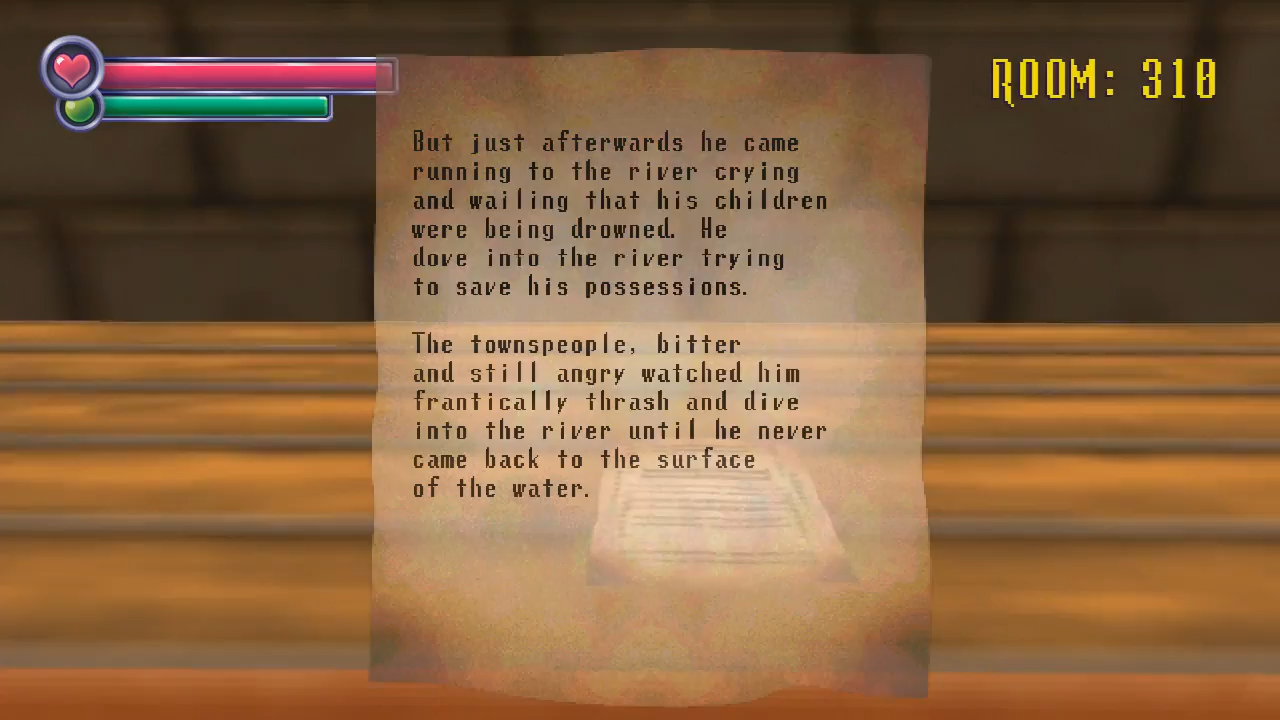 ROOM: 310
But just afterwards he came
running to the river crying
and wailing that his children
were being drowned. He
dove into the river trying
to save his possessions.
The townspeople, bitter
and still angry watched him
frantically thrash and dive
into the river until he never
came back to the surface
of the water.